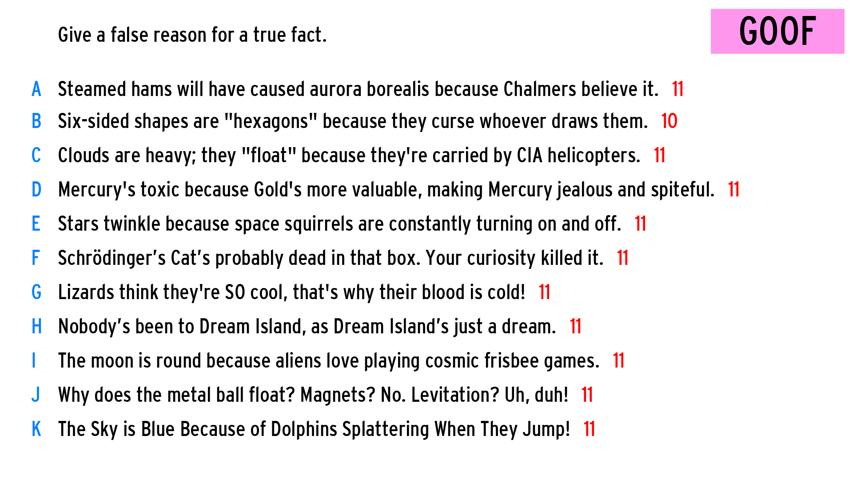 Give a false reason for a true fact.
GOOF
A Steamed hams will have caused aurora borealis because Chalmers believe it. 11
B Six-sided shapes are "hexagons" because they curse whoever draws them. 10
C Clouds are heavy; they "float" because they're carried by CIA helicopters. 11
D Mercury's toxic because Gold's more valuable, making Mercury jealous and spiteful. 11
E Stars twinkle because space squirrels are constantly turning on and off. 11
F Schrödinger’s Cat’s probably dead in that box. Your curiosity killed it. 11
G Lizards think they're SO cool, that's why their blood is cold! 11
H Nobody’s been to Dream Island, as Dream Island’s just a dream. 11
I The moon is round because aliens love playing cosmic frisbee games. 11
J Why does the metal ball float? Magnets? No. Levitation? Uh, duh! 11
K The Sky is Blue Because of Dolphins Splattering When They Jump! 11